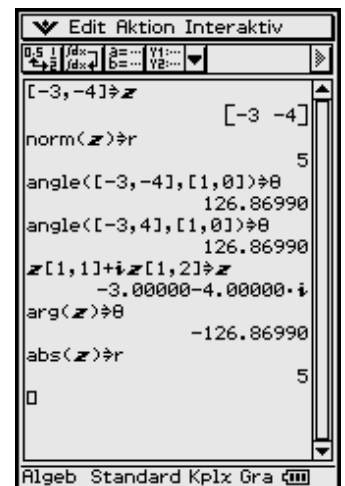 Edit Aktion Interaktiv
[-3,-4]⇒z
[-3 -4]
norm(z)⇒r
5
angle([-3,-4],[1,0])⇒θ
126.86990
angle([-3,4],[1,0])⇒θ
126.86990
z[1,1]+iz[1,2]⇒z
-3.00000-4.00000·i
arg(z)⇒θ
-126.86990
abs(z)⇒r
5
Algeb Standard Kplx Gra